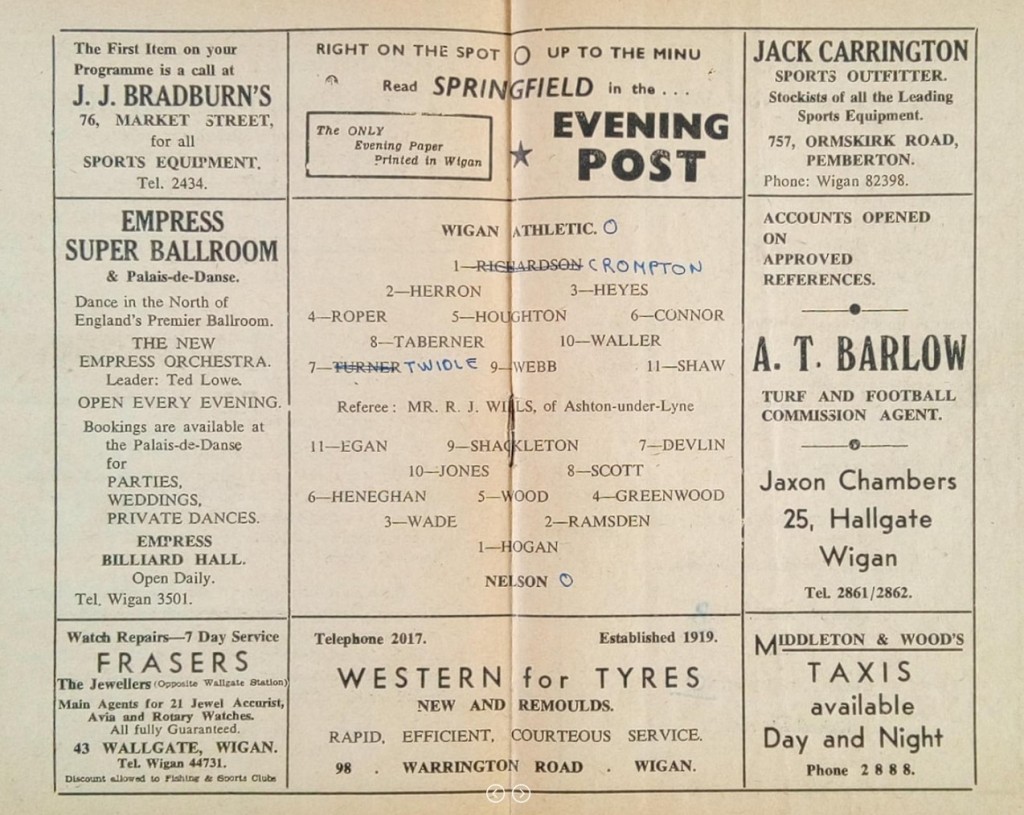 The First Item on your
Programme is a call at
J. J. BRADBURN'S
76, MARKET STREET,
for all
SPORTS EQUIPMENT.
Tel. 2434.
RIGHT ON THE SPOT O UP TO THE MINU
Read SPRINGFIELD in the ...
The ONLY
Evening Paper
Printed in Wigan
EVENING
POST
JACK CARRINGTON
SPORTS OUTFITTER.
Stockists of all the Leading
Sports Equipment.
757, ORMSKIRK ROAD,
PEMBERTON.
Phone: Wigan 82398.
EMPRESS
SUPER BALLROOM
& Palais-de-Danse.
Dance in the North of
England's Premier Ballroom.
THE NEW
EMPRESS ORCHESTRA.
Leader: Ted Lowe.
OPEN EVERY EVENING.
Bookings are available at
the Palais-de-Danse
for
PARTIES,
WEDDINGS,
PRIVATE DANCES.
EMPRESS
BILLIARD HALL.
Open Daily.
Tel. Wigan 3501.
WIGAN ATHLETIC. O
1—RICHARDSON CROMPTON
2—HERRON 3—HEYES
4—ROPER 5—HOUGHTON 6—CONNOR
8—TABERNER 10—WALLER
7—TURNER TWIDLE 9—WEBB 11—SHAW
Referee: MR. R. J. WILLS, of Ashton-under-Lyne
11—EGAN 9—SHACKLETON 7—DEVLIN
10—JONES 8—SCOTT
6—HENEGHAN 5—WOOD 4—GREENWOOD
3—WADE 2—RAMSDEN
1—HOGAN
NELSON O
ACCOUNTS OPENED
ON
APPROVED
REFERENCES.
A. T. BARLOW
TURF AND FOOTBALL
COMMISSION AGENT.
Jaxon Chambers
25, Hallgate
Wigan
Tel. 2861/2862.
Watch Repairs—7 Day Service
FRASERS
The Jewellers (Opposite Wallgate Station)
Main Agents for 21 Jewel Accurist,
Avia and Rotary Watches.
All fully Guaranteed.
43 WALLGATE, WIGAN.
Tel. Wigan 44731.
Discount allowed to Fishing & Sports Clubs
Telephone 2017. Established 1919.
WESTERN for TYRES
NEW AND REMOULDS.
RAPID, EFFICIENT, COURTEOUS SERVICE.
98 . WARRINGTON ROAD . WIGAN.
MIDDLETON & WOOD'S
TAXIS
available
Day and Night
Phone 2888.